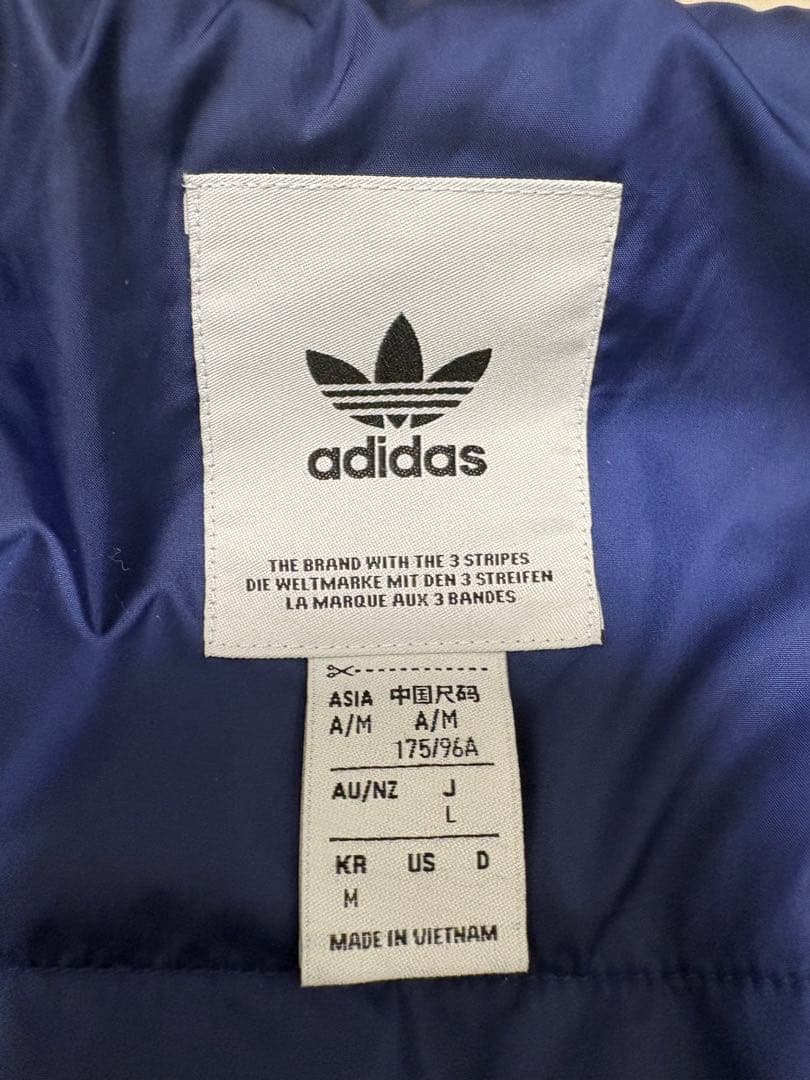 adidas
THE BRAND WITH THE 3 STRIPES
DIE WELTMARKE MIT DEN 3 STREIFEN
LA MARQUE AUX 3 BANDES
ASIA 中国尺码
A/M A/M
175/96A
AU/NZ J
L
KR US D
M
MADE IN VIETNAM